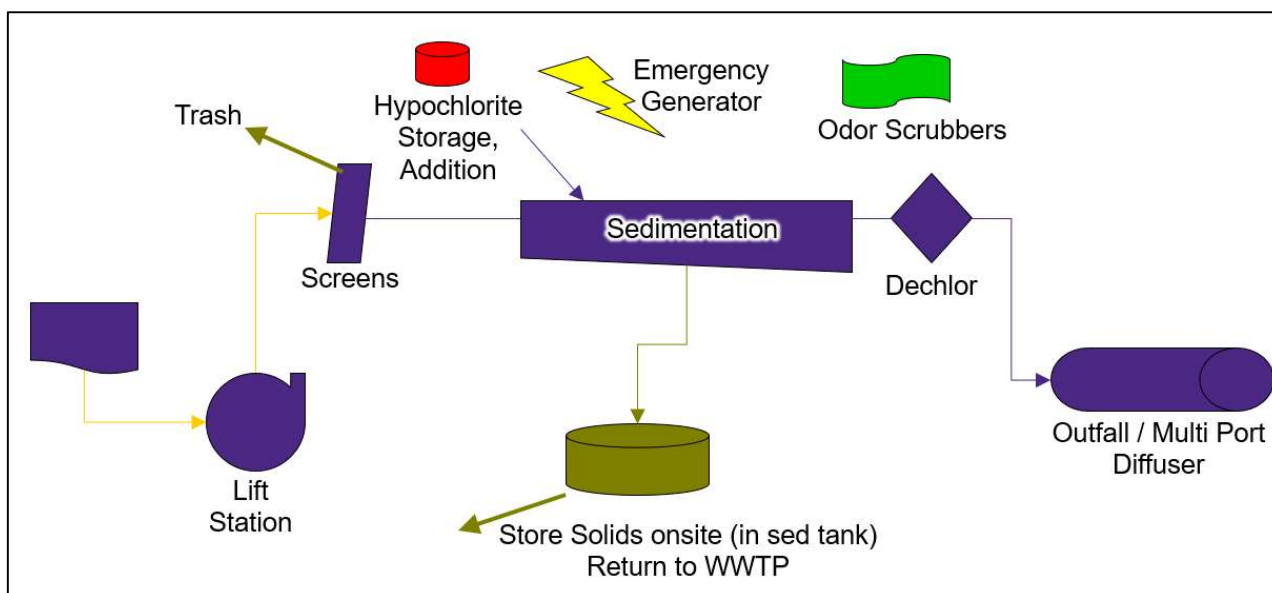 Trash
Hypochlorite
Storage,
Addition
Emergency
Generator
Odor Scrubbers
Screens
Sedimentation
Dechlor
Lift
Station
Store Solids onsite (in sed tank)
Return to WWTP
Outfall / Multi Port
Diffuser